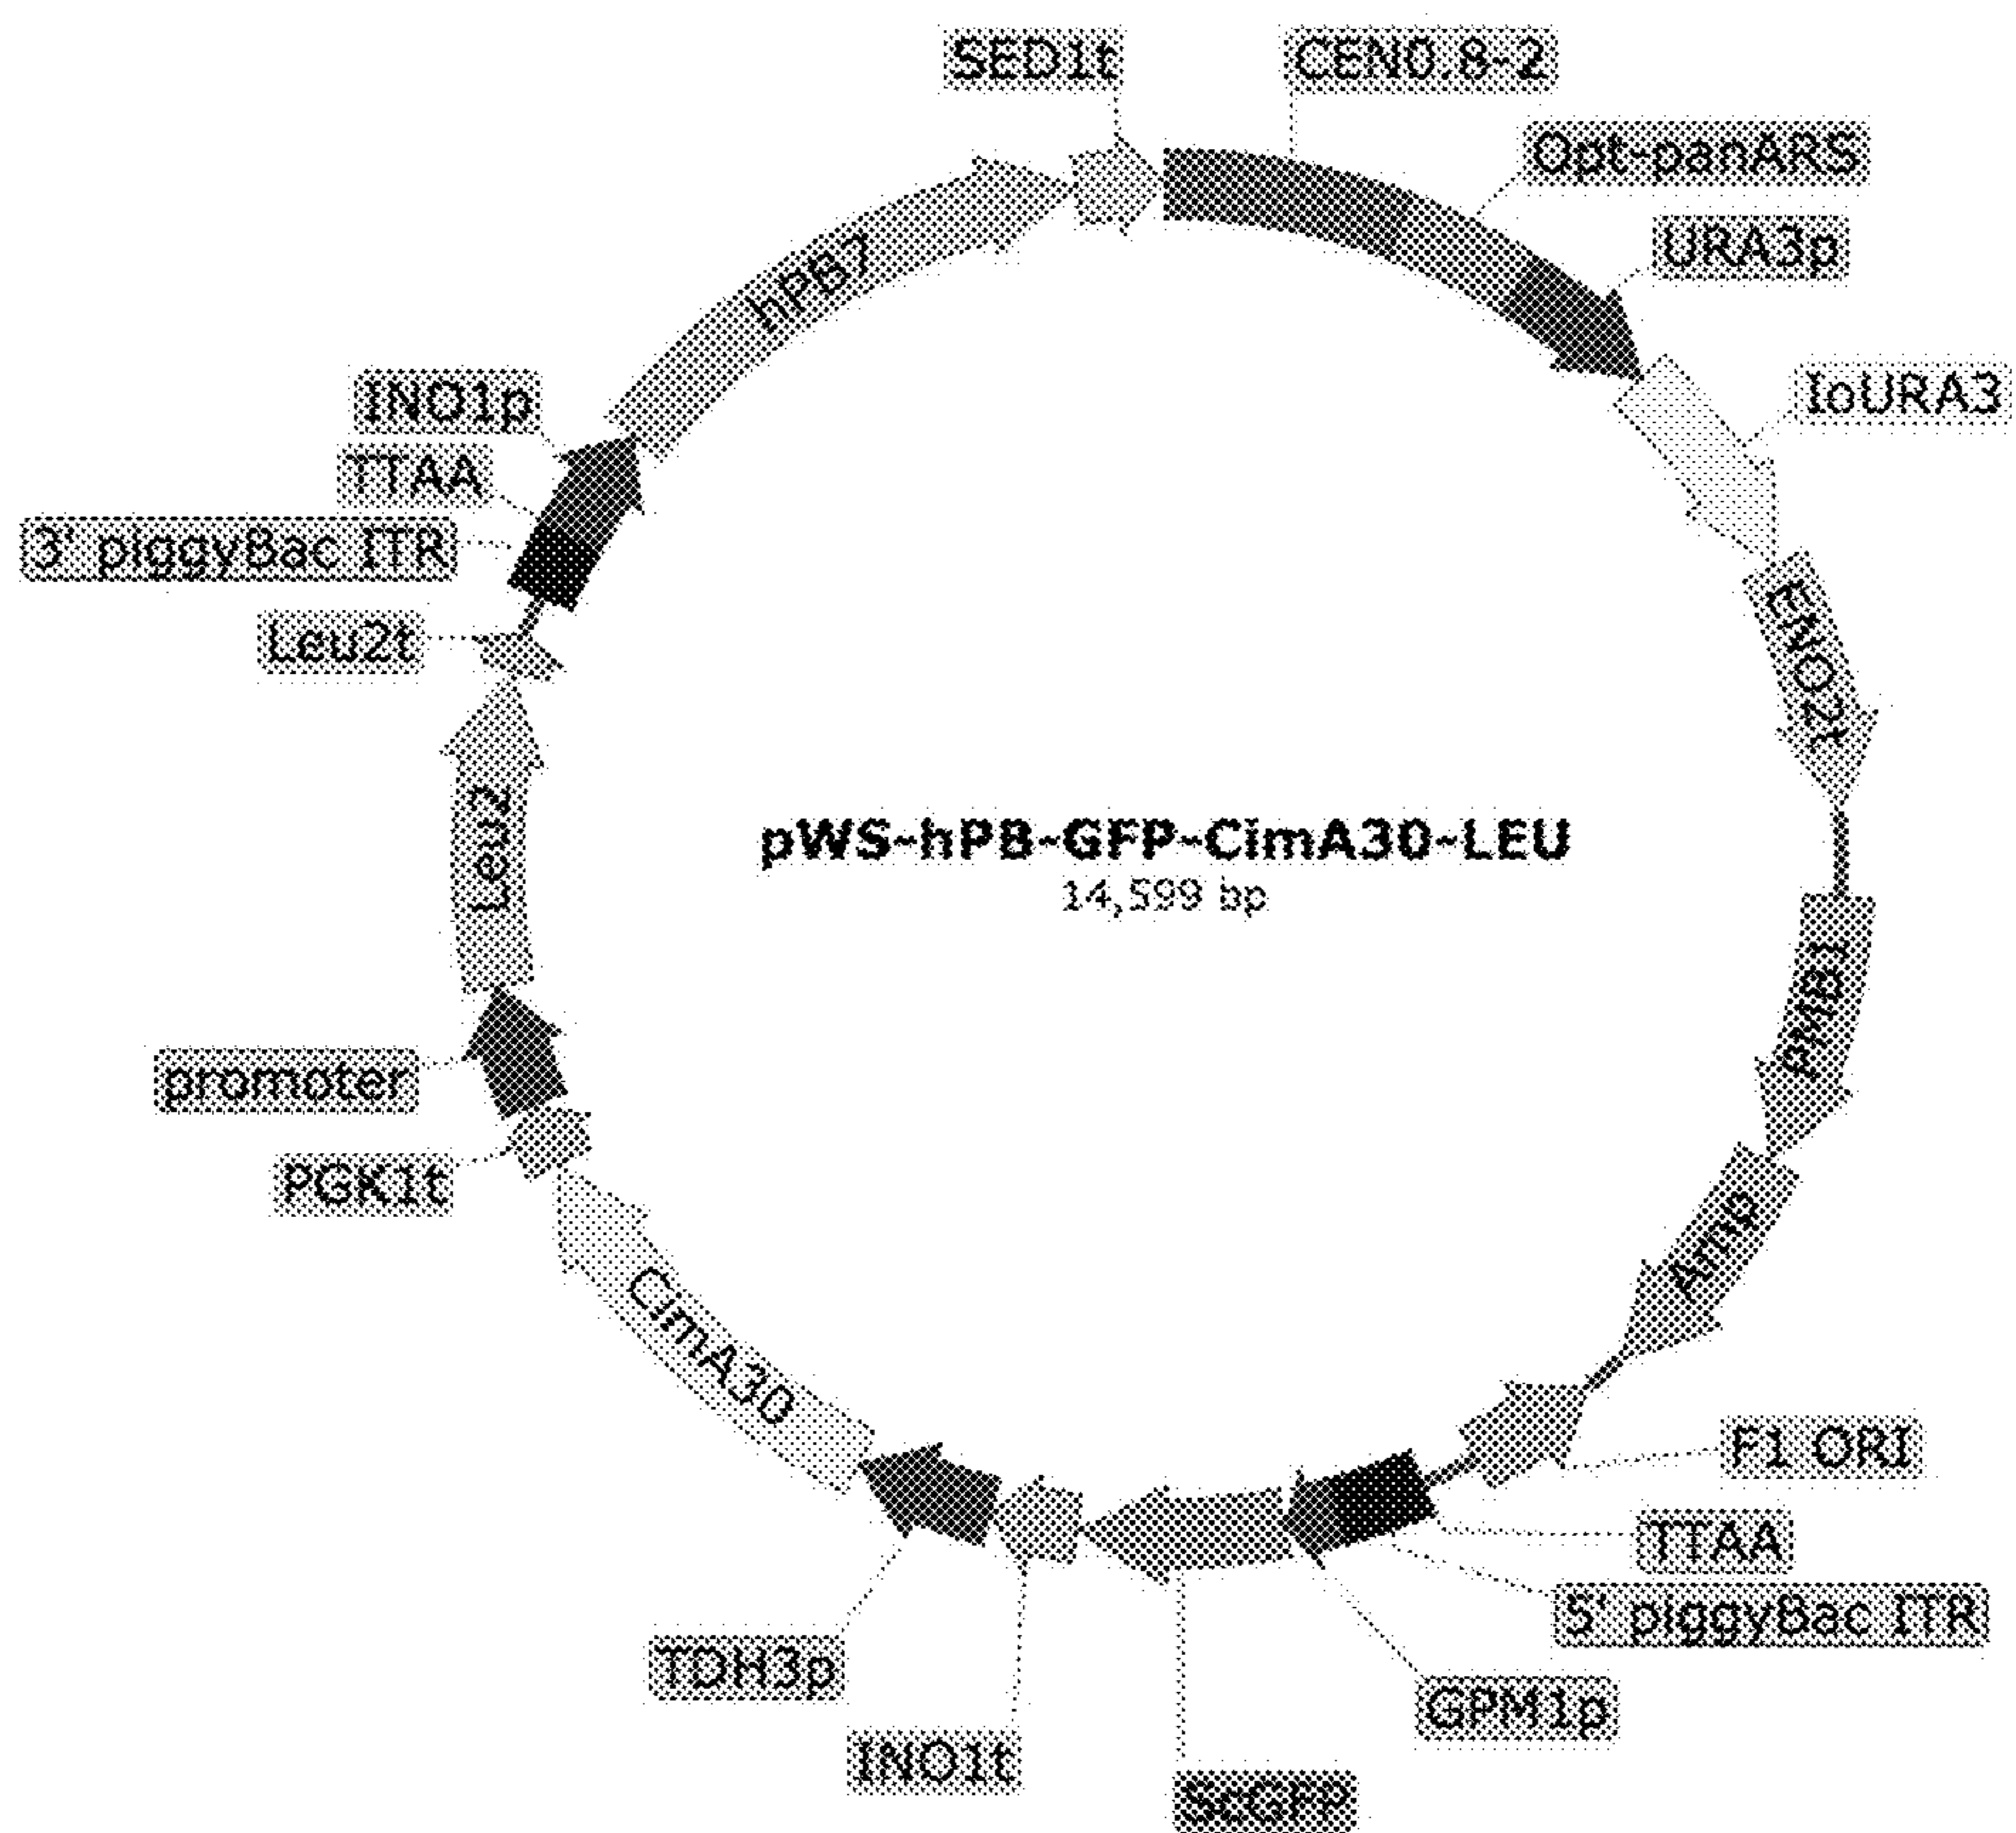 SED1t
CEN0.8-2
Opt-panARS
URA3p
IoURA3
ENO2t
pMB1
Amp
F1 ORI
TTAA
5' piggyBac ITR
GPM1p
ScGFP
INO1t
TDH3p
CimA30
PGK1t
promoter
Leu2
Leu2t
3' piggyBac ITR
TTAA
INO1p
hPB7
pWS-hPB-GFP-CimA30-LEU
14,599 bp